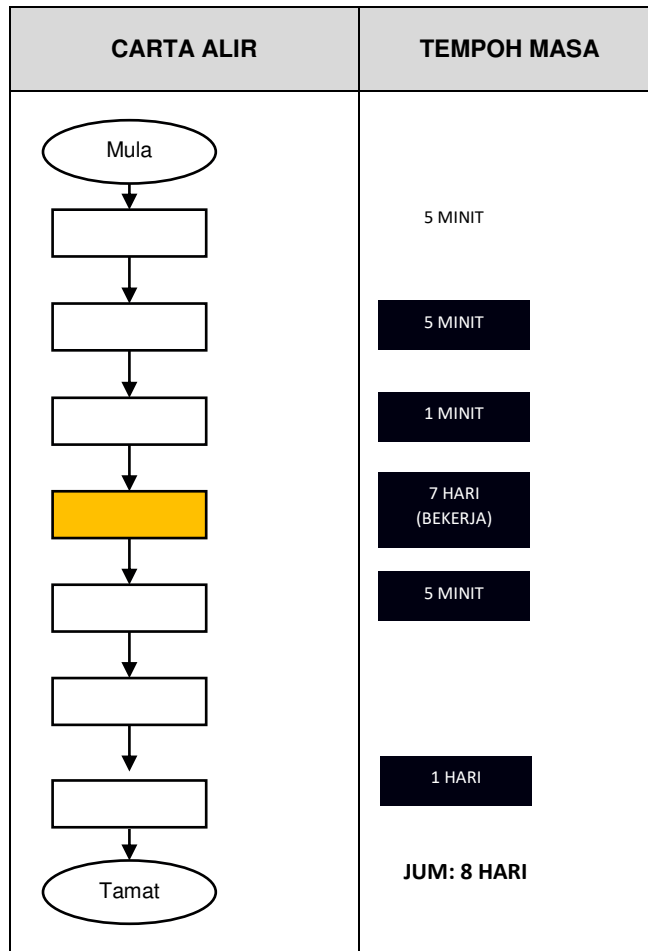 CARTA ALIR
TEMPOH MASA
Mula
5 MINIT
5 MINIT
1 MINIT
7 HARI
(BEKERJA)
5 MINIT
1 HARI
JUM: 8 HARI
Tamat